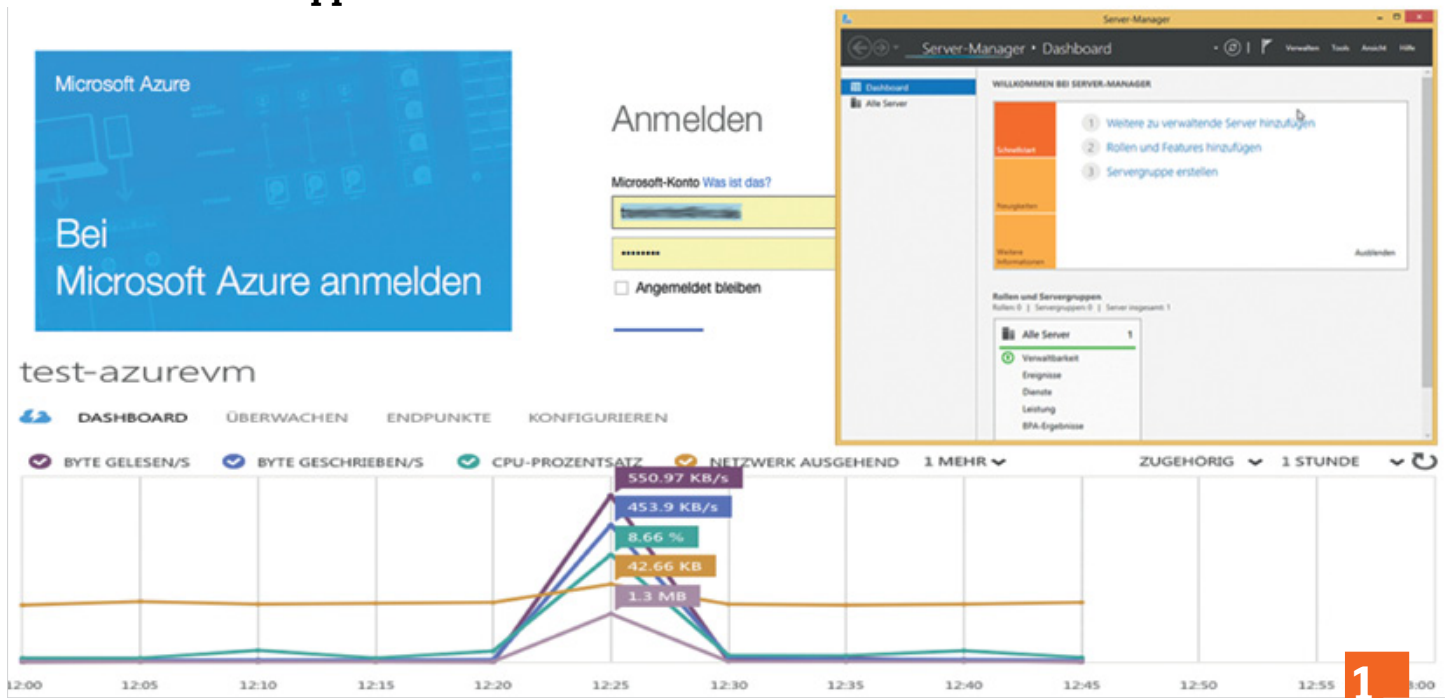 pp
Microsoft Azure
Bei
Microsoft Azure anmelden
Anmelden
Microsoft-Konto Was ist das?
••••••••
Angemeldet bleiben
Server-Manager
Server-Manager • Dashboard
Verwalten Tools Ansicht Hilfe
Dashboard
Alle Server
WILLKOMMEN BEI SERVER-MANAGER
Schnellstart
Neuigkeiten
Weitere
Informationen
1 Weitere zu verwaltende Server hinzufügen
2 Rollen und Features hinzufügen
3 Servergruppe erstellen
Ausblenden
Rollen und Servergruppen
Rollen: 0 | Servergruppen: 0 | Server insgesamt: 1
Alle Server 1
Verwaltbarkeit
Ereignisse
Dienste
Leistung
BPA-Ergebnisse
test-azurevm
DASHBOARD ÜBERWACHEN ENDPUNKTE KONFIGURIEREN
BYTE GELESEN/S BYTE GESCHRIEBEN/S CPU-PROZENTSATZ NETZWERK AUSGEHEND 1 MEHR ZUGEHÖRIG 1 STUNDE
550.97 KB/s
453.9 KB/s
8.66 %
42.66 KB
1.3 MB
12:00 12:05 12:10 12:15 12:20 12:25 12:30 12:35 12:40 12:45 12:50 12:55 :00
1